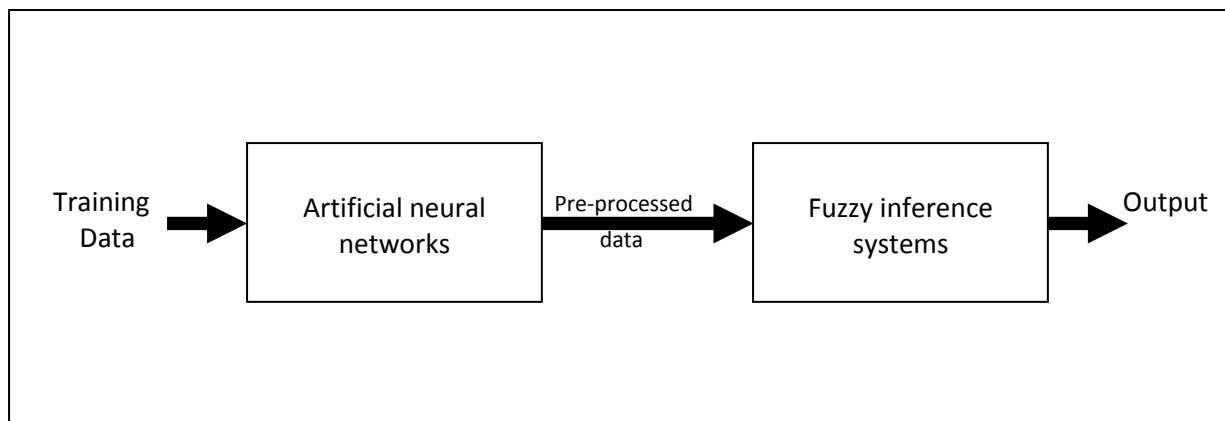 Training
Data
Artificial neural
networks
Pre-processed
data
Fuzzy inference
systems
Output